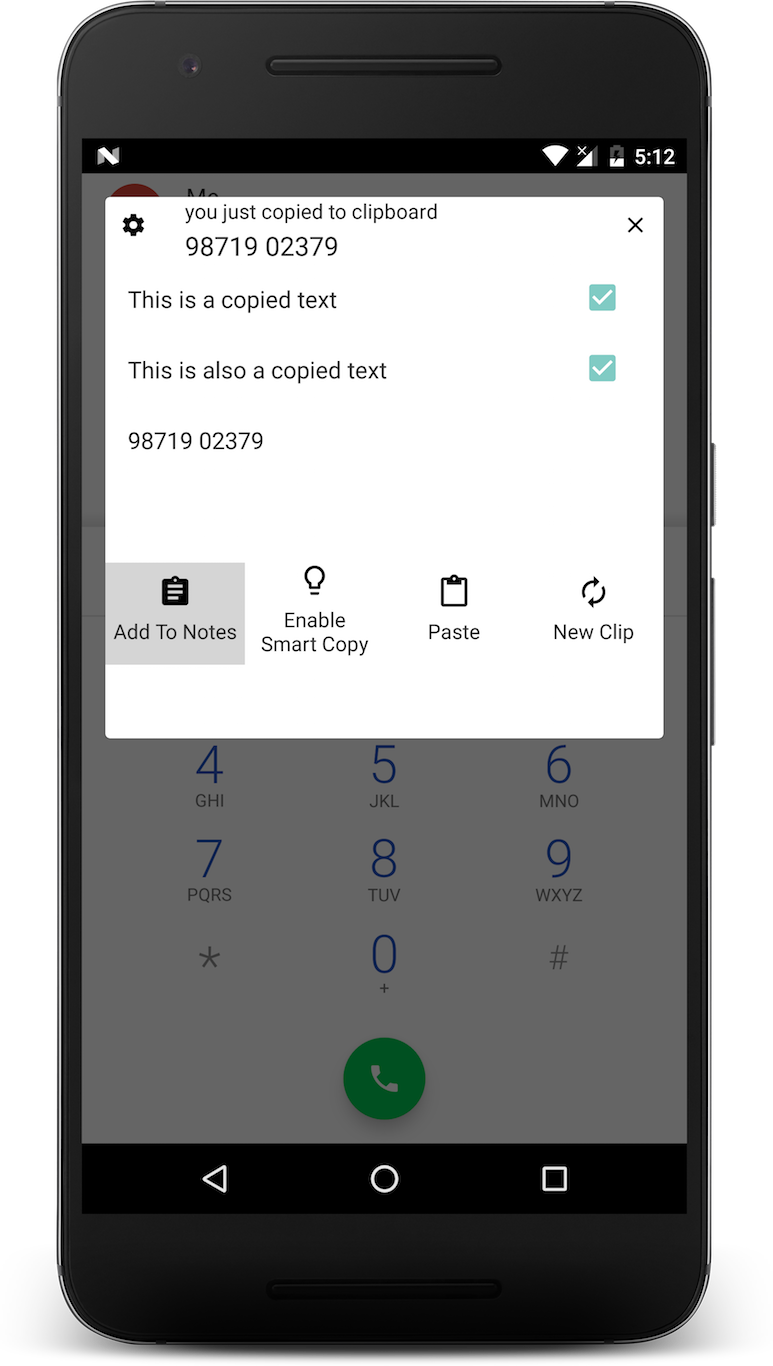 5:12
Me
you just copied to clipboard
98719 02379
This is a copied text
This is also a copied text
98719 02379
Add To Notes
Enable
Smart Copy
Paste
New Clip
4 5 6
GHI JKL MNO
7 8 9
PQRS TUV WXYZ
* 0 #
+